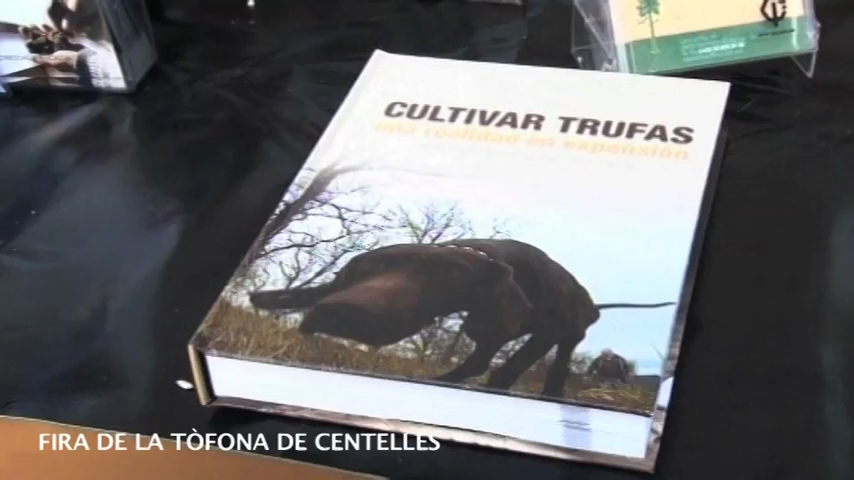 CULTIVAR TRUFAS
una realidad en expansión
FIRA DE LA TÒFONA DE CENTELLES